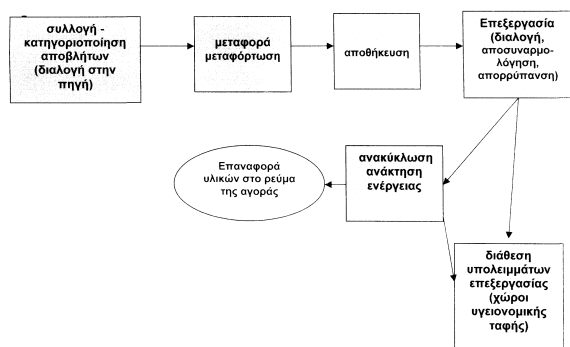 συλλογή -
κατηγοριοποίηση
αποβλήτων
(διαλογή στην
πηγή)
μεταφορά
μεταφόρτωση
αποθήκευση
Επεξεργασία
(διαλογή,
αποσυναρμο-
λόγηση,
απορρύπανση)
Επαναφορά
υλικών στο ρεύμα
της αγοράς
ανακύκλωση
ανάκτηση
ενέργειας
διάθεση
υπολειμμάτων
επεξεργασίας
(χώροι
υγειονομικής
ταφής)